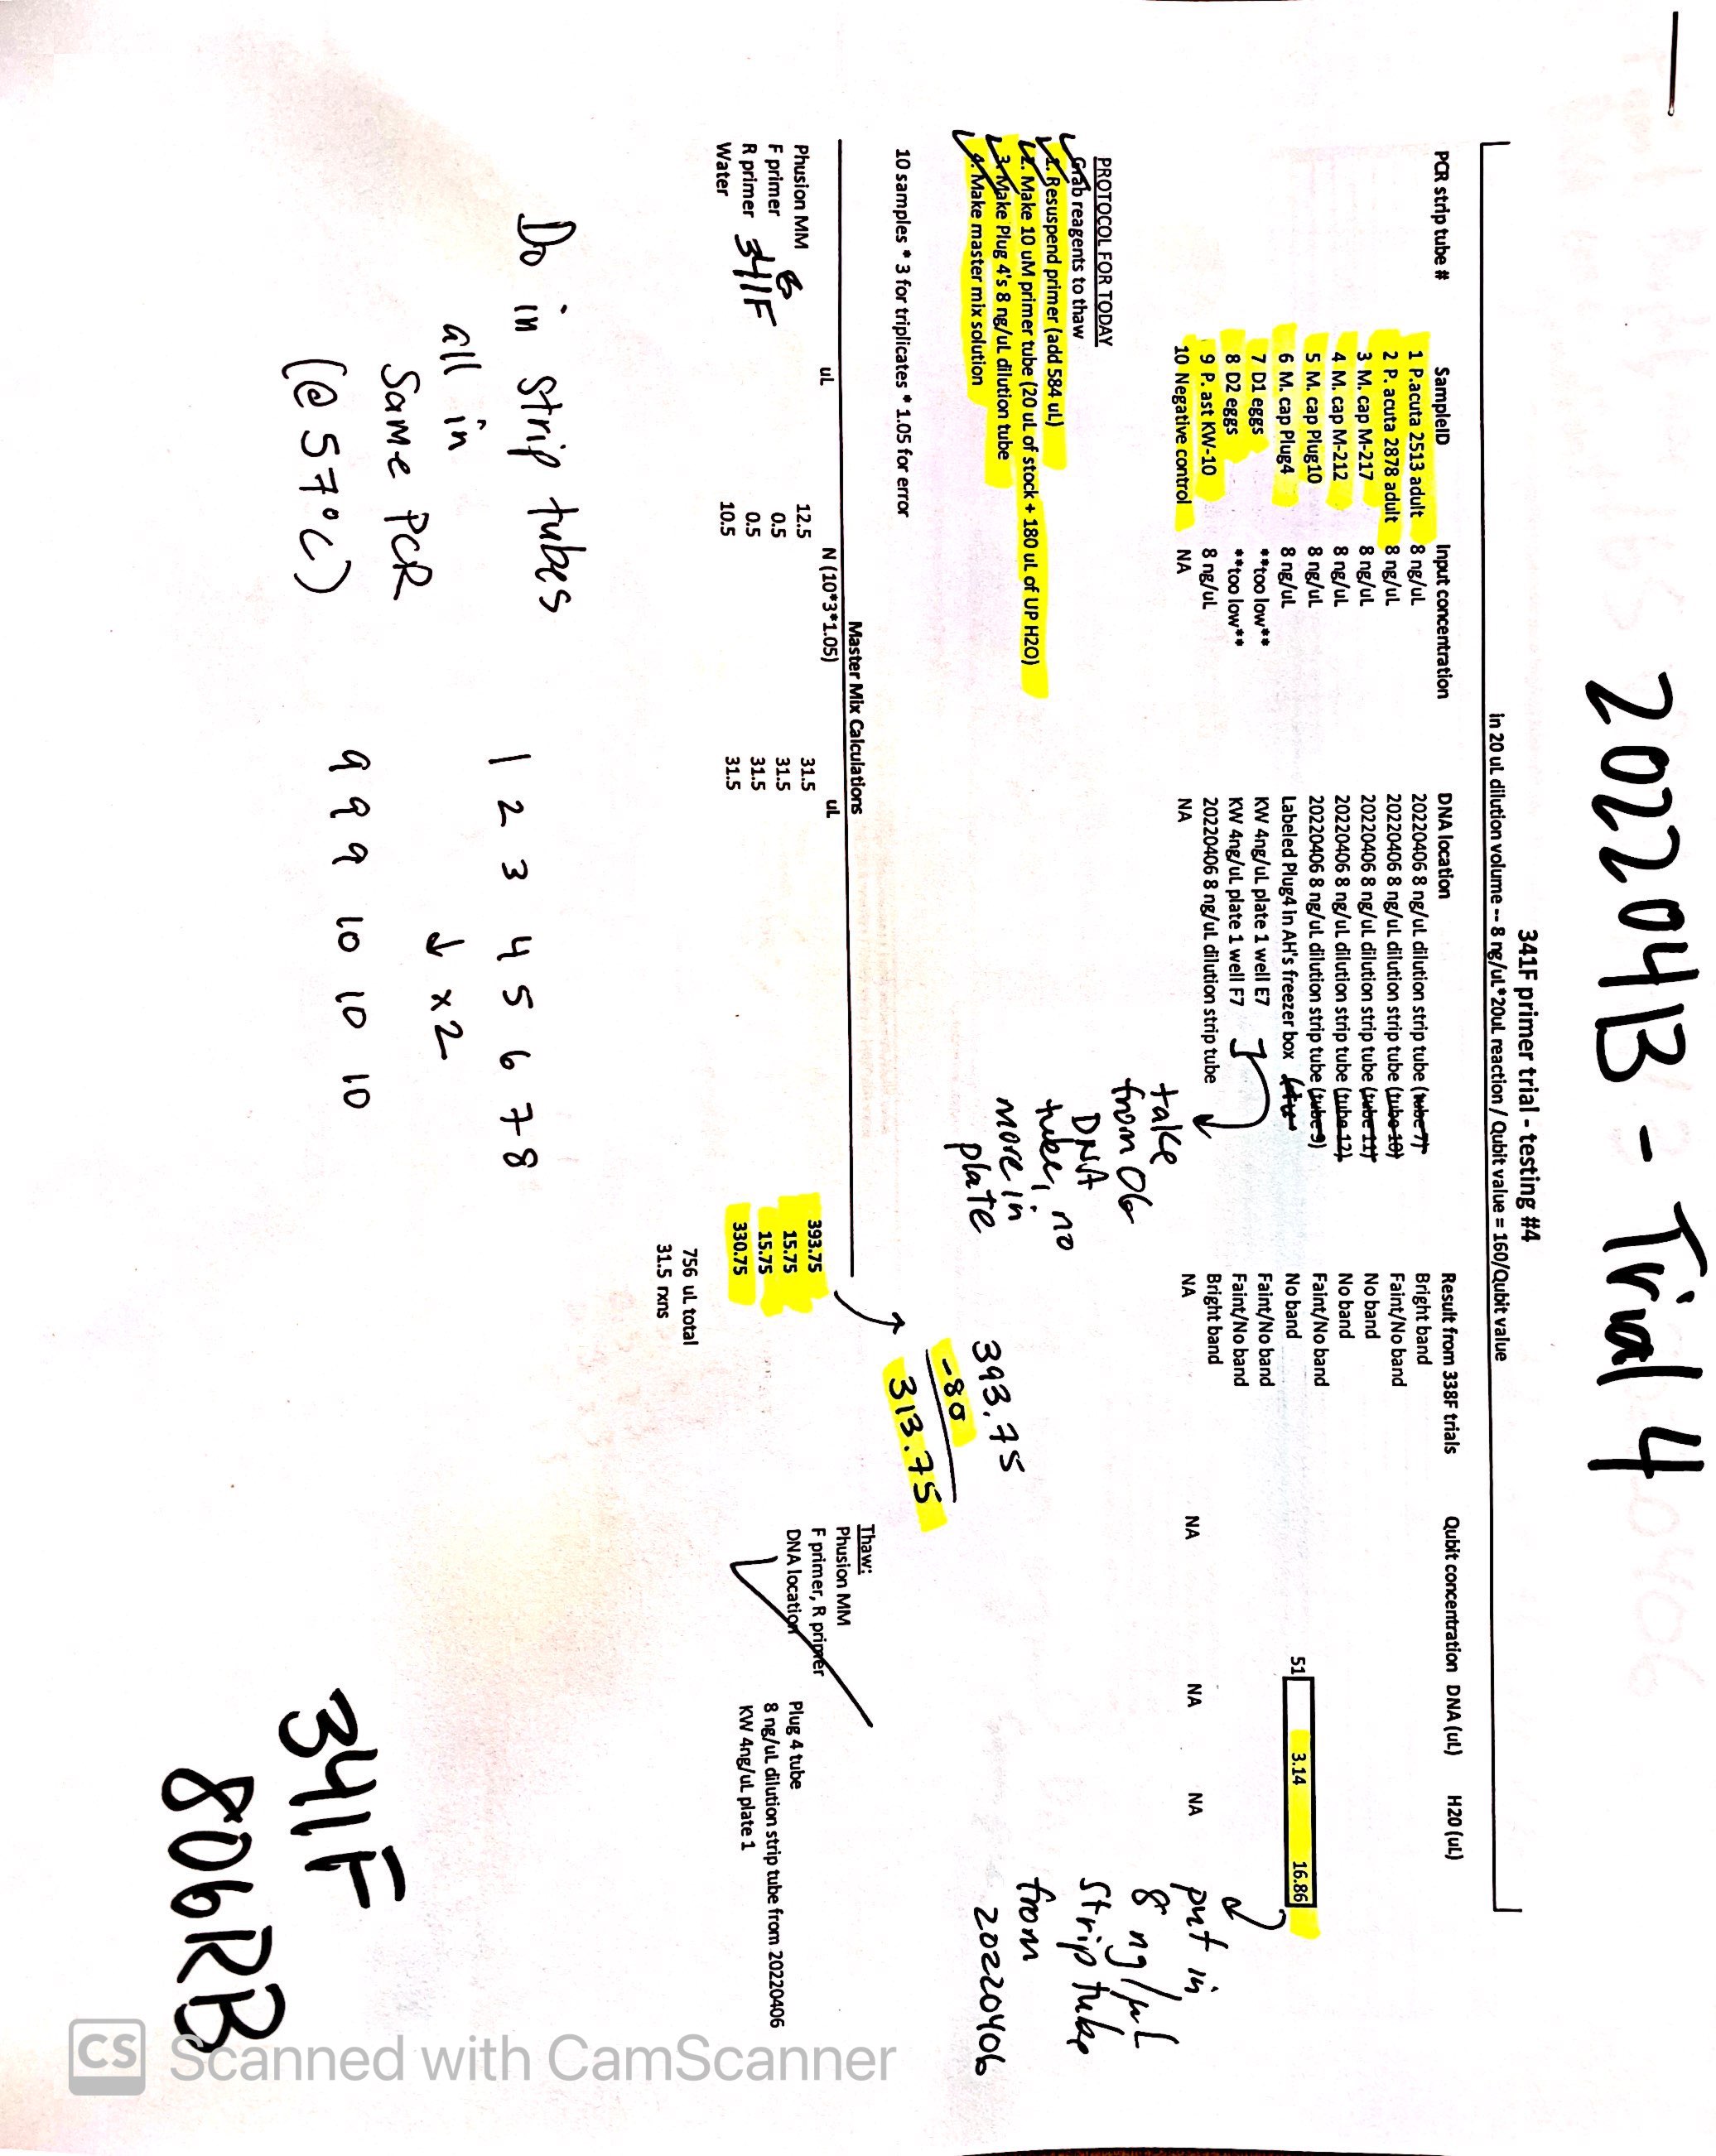 20220413 - Trial 4
341F primer trial - testing #4
in 20 uL dilution volume -- 8 ng/uL*20uL reaction / Qubit value = 160/Qubit value
PCR strip tube # SampleID Input concentration DNA location Result from 338F trials Qubit concentration DNA (uL) H20 (uL)
1 P.acuta 2513 adult 8 ng/uL 20220406 8 ng/uL dilution strip tube (tube 7) Bright band
2 P. acuta 2878 adult 8 ng/uL 20220406 8 ng/uL dilution strip tube (tube 10) Faint/No band
3 M. cap M-217 8 ng/uL 20220406 8 ng/uL dilution strip tube (tube 11) No band
4 M. cap M-212 8 ng/uL 20220406 8 ng/uL dilution strip tube (tube 12) No band
5 M. cap Plug10 8 ng/uL 20220406 8 ng/uL dilution strip tube (tube 9) Faint/No band
6 M. cap Plug4 8 ng/uL Labeled Plug4 in AH's freezer box No band 51 3.14 16.86
7 D1 eggs **too low** KW 4ng/uL plate 1 well E7 Faint/No band
8 D2 eggs **too low** KW 4ng/uL plate 1 well F7 Faint/No band
9 P. ast KW-10 8 ng/uL 20220406 8 ng/uL dilution strip tube Bright band
10 Negative control NA NA NA NA NA NA
take
from OG
DNA
tube, no
more in
plate
put in
8 ng/µL
strip tube
from
20220406
PROTOCOL FOR TODAY
Grab reagents to thaw
1. Resuspend primer (add 584 uL)
2. Make 10 uM primer tube (20 uL of stock + 180 uL of UP H2O)
3. Make Plug 4's 8 ng/uL dilution tube
4. Make master mix solution
393.75
-80
313.75
10 samples * 3 for triplicates * 1.05 for error
Master Mix Calculations
uL N (10*3*1.05) uL
Phusion MM 12.5 31.5 393.75
F primer 0.5 31.5 15.75
R primer 0.5 31.5 15.75
Water 10.5 31.5 330.75
341F
756 uL total
31.5 rxns
Thaw:
Phusion MM
F primer, R primer
DNA location
Plug 4 tube
8 ng/uL dilution strip tube from 20220406
KW 4ng/uL plate 1
Do in strip tubes
all in
same PCR
(@ 57°C)
1 2 3 4 5 6 7 8
↓ x2
9 9 9 10 10 10
341F
806RB
CS Scanned with CamScanner